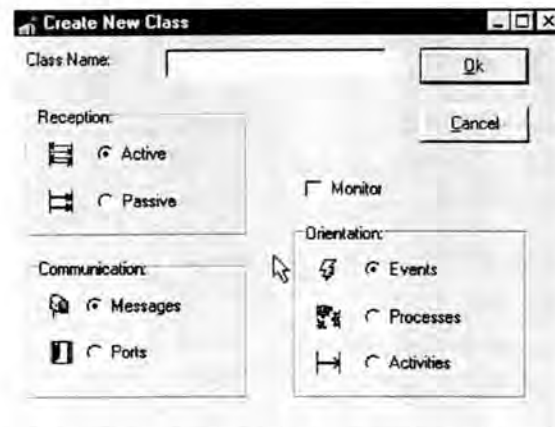 Create New Class
Class Name:
Ok
Cancel
Reception:
Active
Passive
Monitor
Communication:
Messages
Ports
Orientation:
Events
Processes
Activities